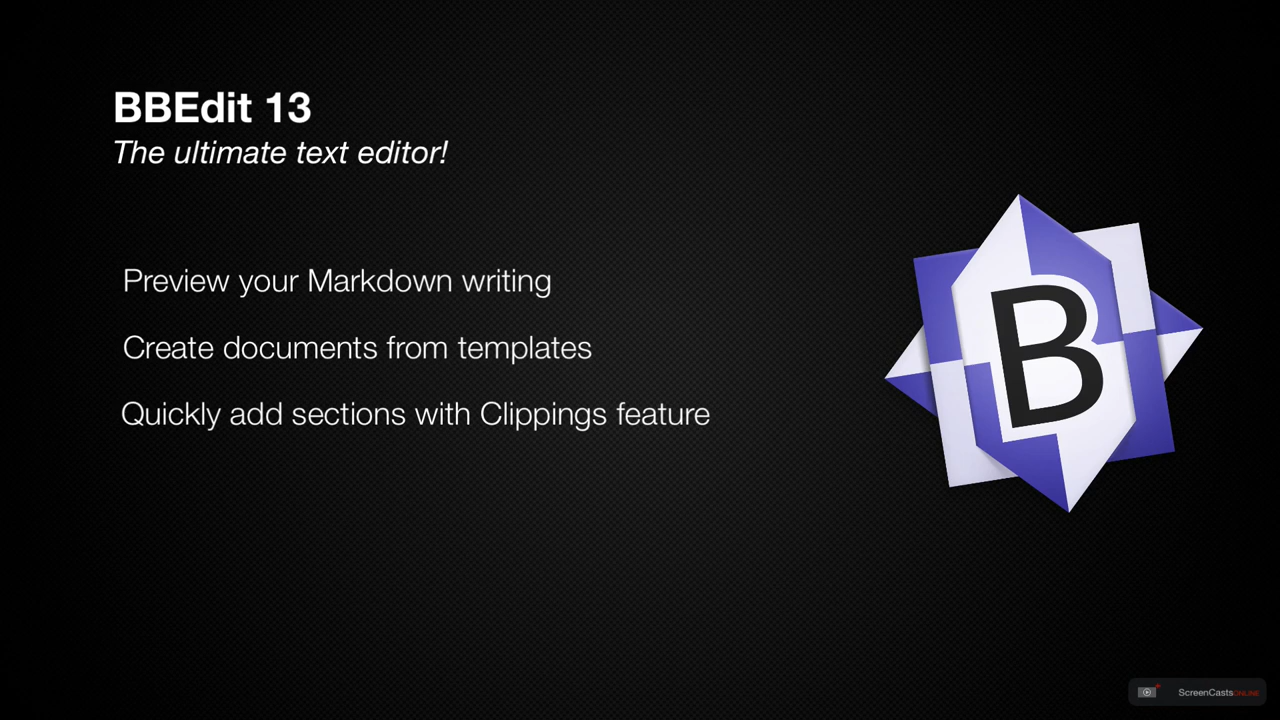 BBEdit 13
The ultimate text editor!
Preview your Markdown writing
Create documents from templates
Quickly add sections with Clippings feature
B
ScreenCastsONLINE